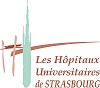 Les Hôpitaux
Universitaires
de STRASBOURG